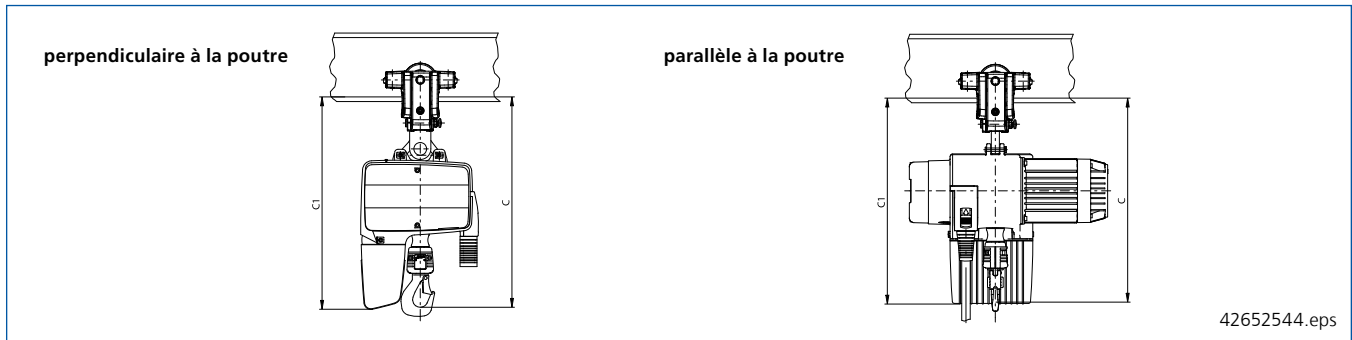 perpendiculaire à la poutre
parallèle à la poutre
C1
C
C1
C
42652544.eps